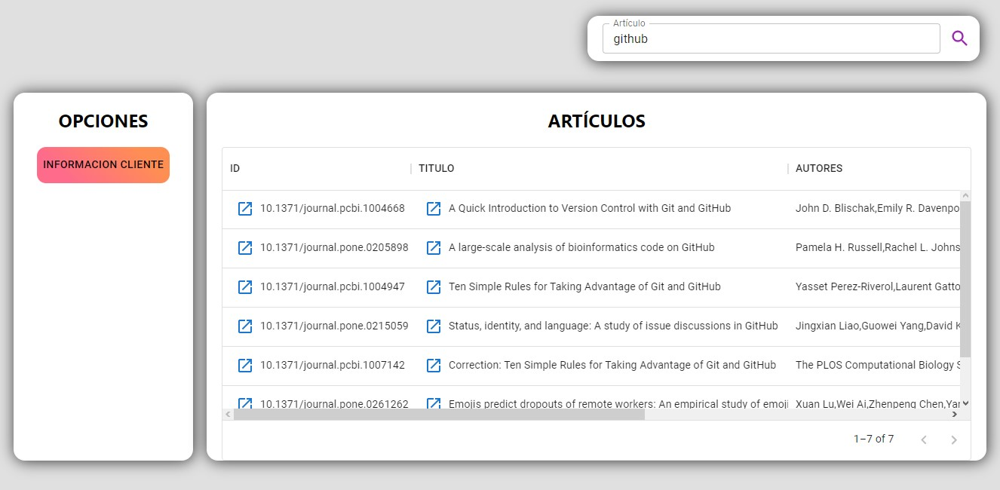 Artículo
github
OPCIONES
INFORMACION CLIENTE
ARTÍCULOS
ID TITULO AUTORES
10.1371/journal.pcbi.1004668 A Quick Introduction to Version Control with Git and GitHub John D. Blischak,Emily R. Davenpo
10.1371/journal.pone.0205898 A large-scale analysis of bioinformatics code on GitHub Pamela H. Russell,Rachel L. Johns
10.1371/journal.pcbi.1004947 Ten Simple Rules for Taking Advantage of Git and GitHub Yasset Perez-Riverol,Laurent Gatto
10.1371/journal.pone.0215059 Status, identity, and language: A study of issue discussions in GitHub Jingxian Liao,Guowei Yang,David K
10.1371/journal.pcbi.1007142 Correction: Ten Simple Rules for Taking Advantage of Git and GitHub The PLOS Computational Biology S
10.1371/journal.pone.0261262 Emojis predict dropouts of remote workers: An empirical study of emoji Xuan Lu,Wei Ai,Zhenpeng Chen,Yan
1–7 of 7